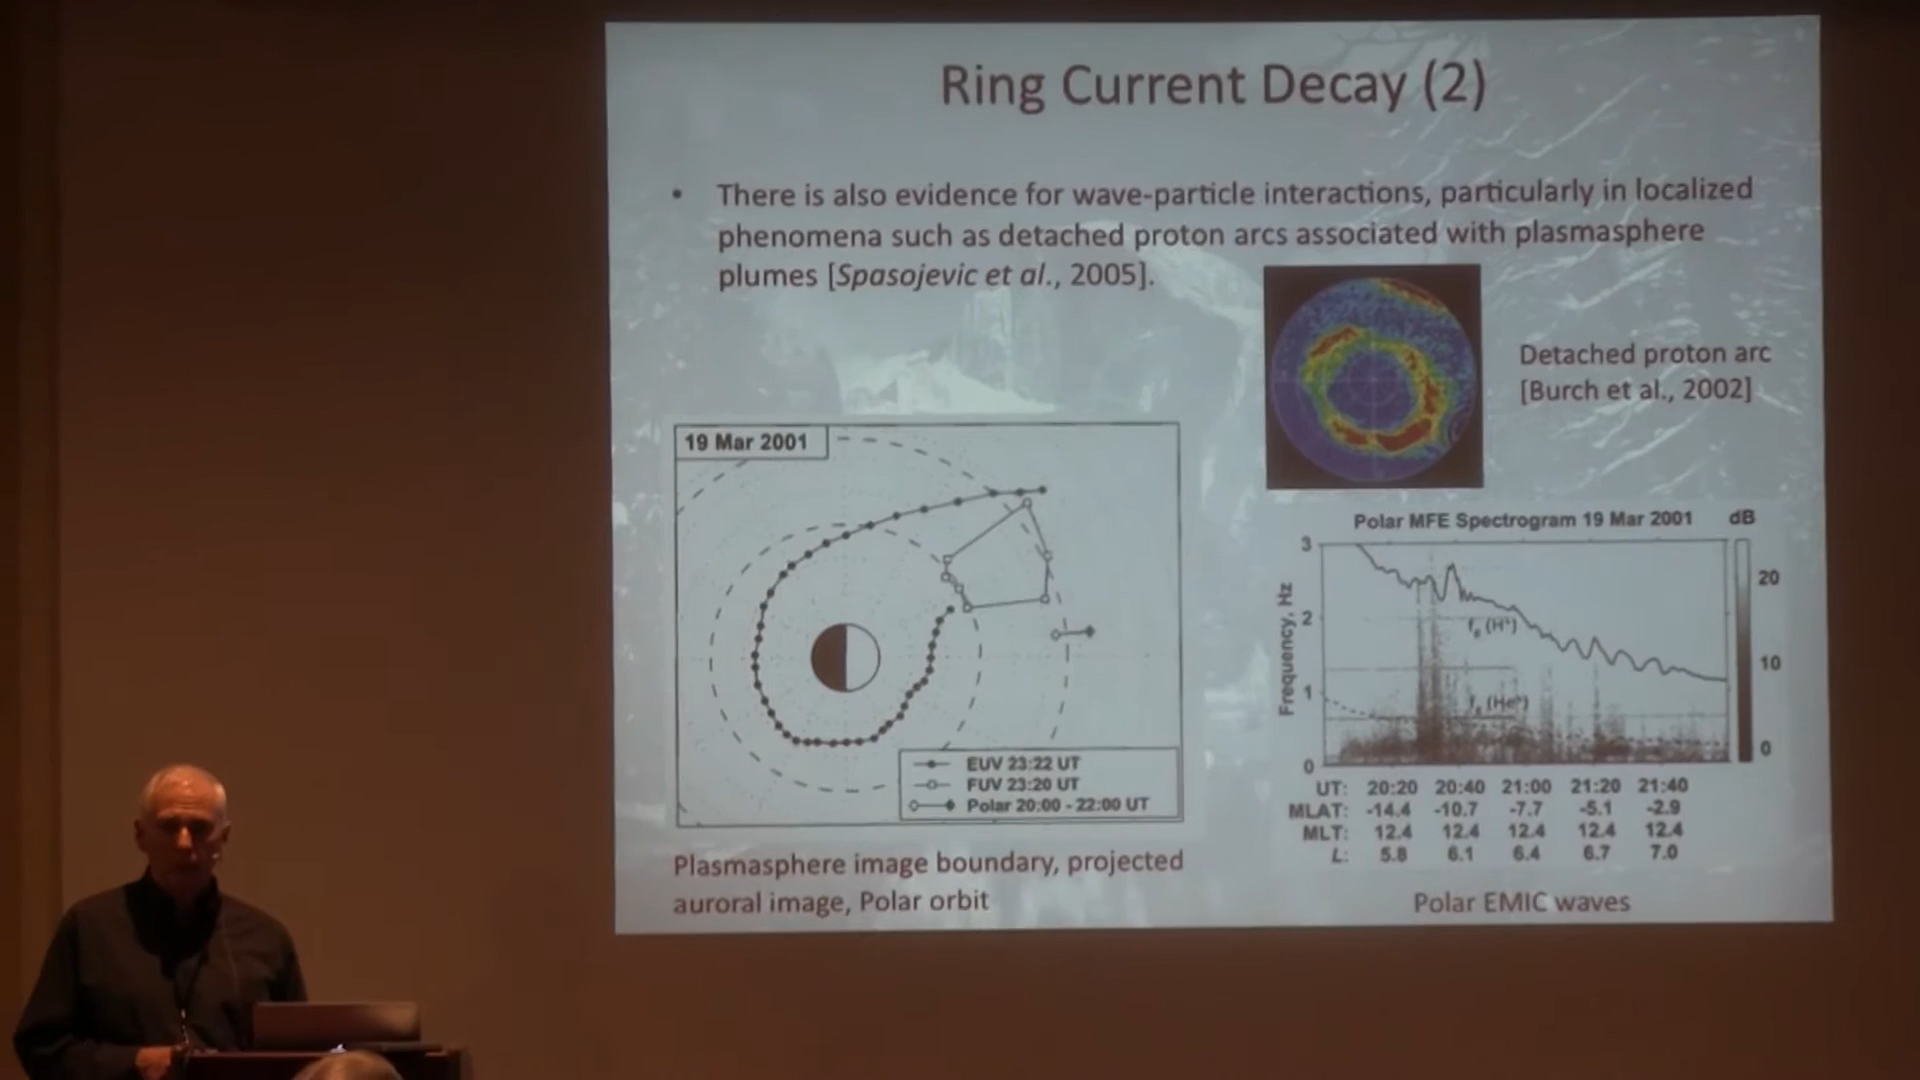 Ring Current Decay (2)
• There is also evidence for wave-particle interactions, particularly in localized
phenomena such as detached proton arcs associated with plasmasphere
plumes [Spasojevic et al., 2005].
Detached proton arc
[Burch et al., 2002]
19 Mar 2001
EUV 23:22 UT
FUV 23:20 UT
Polar 20:00 - 22:00 UT
Plasmasphere image boundary, projected
auroral image, Polar orbit
Polar MFE Spectrogram 19 Mar 2001 dB
Frequency, Hz
3
2
1
0
(H⁺)
(He⁺)
20
10
0
UT: 20:20 20:40 21:00 21:20 21:40
MLAT: -14.4 -10.7 -7.7 -5.1 -2.9
MLT: 12.4 12.4 12.4 12.4 12.4
L: 5.8 6.1 6.4 6.7 7.0
Polar EMIC waves